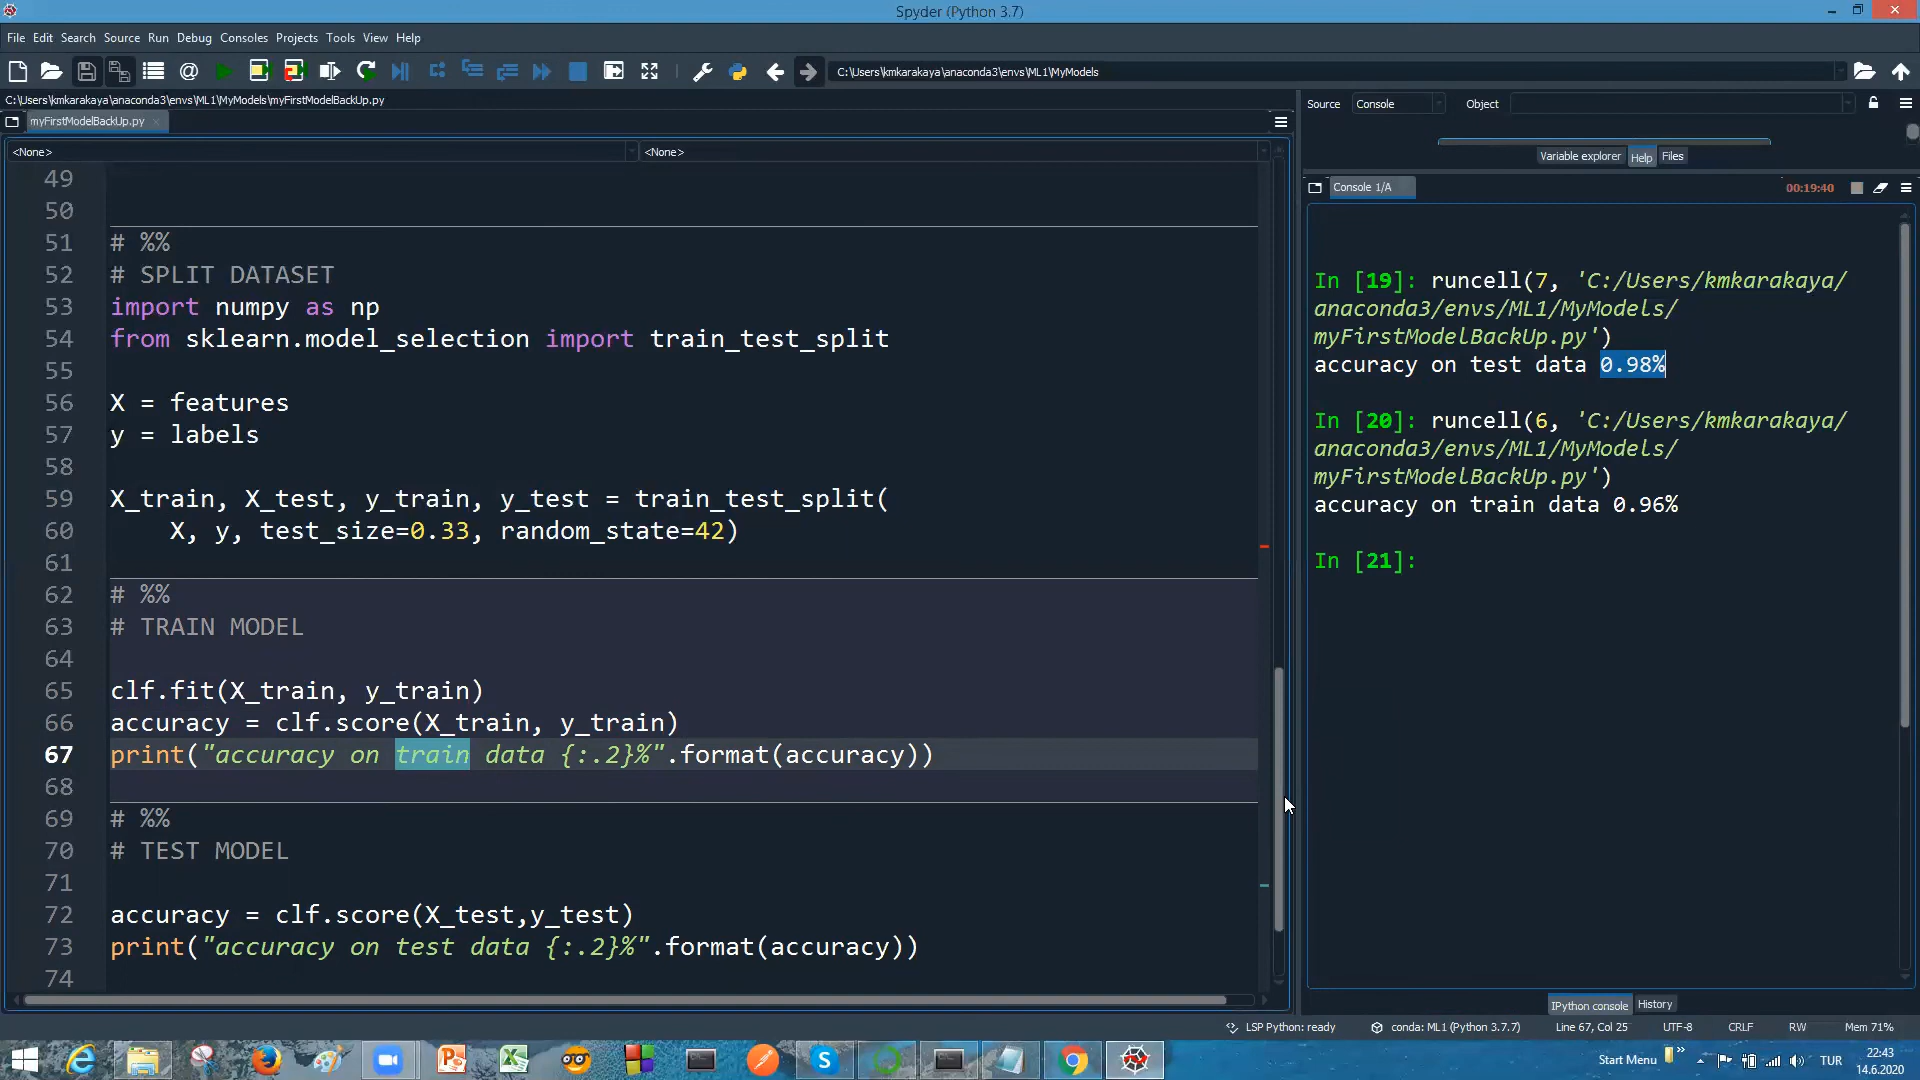 Spyder (Python 3.7)
File Edit Search Source Run Debug Consoles Projects Tools View Help
C:\Users\kmkarakaya\anaconda3\envs\ML1\MyModels
C:\Users\kmkarakaya\anaconda3\envs\ML1\MyModels\myFirstModelBackUp.py
myFirstModelBackUp.py
<None> <None>
49
50
51 # %%
52 # SPLIT DATASET
53 import numpy as np
54 from sklearn.model_selection import train_test_split
55
56 X = features
57 y = labels
58
59 X_train, X_test, y_train, y_test = train_test_split(
60 X, y, test_size=0.33, random_state=42)
61
62 # %%
63 # TRAIN MODEL
64
65 clf.fit(X_train, y_train)
66 accuracy = clf.score(X_train, y_train)
67 print("accuracy on train data {:.2}%".format(accuracy))
68
69 # %%
70 # TEST MODEL
71
72 accuracy = clf.score(X_test,y_test)
73 print("accuracy on test data {:.2}%".format(accuracy))
74
Source Console Object
Variable explorer Help Files
Console 1/A 00:19:40
In [19]: runcell(7, 'C:/Users/kmkarakaya/
anaconda3/envs/ML1/MyModels/
myFirstModelBackUp.py')
accuracy on test data 0.98%
In [20]: runcell(6, 'C:/Users/kmkarakaya/
anaconda3/envs/ML1/MyModels/
myFirstModelBackUp.py')
accuracy on train data 0.96%
In [21]:
IPython console History
LSP Python: ready conda: ML1 (Python 3.7.7) Line 67, Col 25 UTF-8 CRLF RW Mem 71%
Start Menu » TUR 22:43
14.6.2020